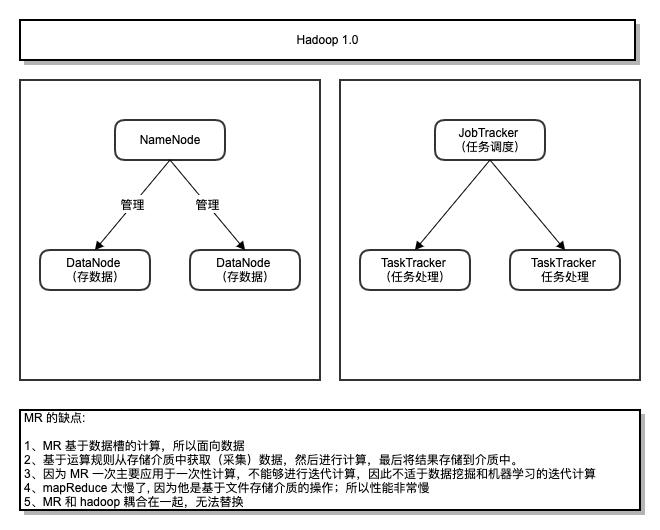 Hadoop 1.0
NameNode
管理
管理
DataNode
（存数据）
DataNode
（存数据）
JobTracker
（任务调度）
TaskTracker
（任务处理）
TaskTracker
任务处理
MR 的缺点:
1、MR 基于数据槽的计算，所以面向数据
2、基于运算规则从存储介质中获取（采集）数据，然后进行计算，最后将结果存储到介质中。
3、因为 MR 一次主要应用于一次性计算，不能够进行迭代计算，因此不适于数据挖掘和机器学习的迭代计算
4、mapReduce 太慢了, 因为他是基于文件存储介质的操作；所以性能非常慢
5、MR 和 hadoop 耦合在一起，无法替换